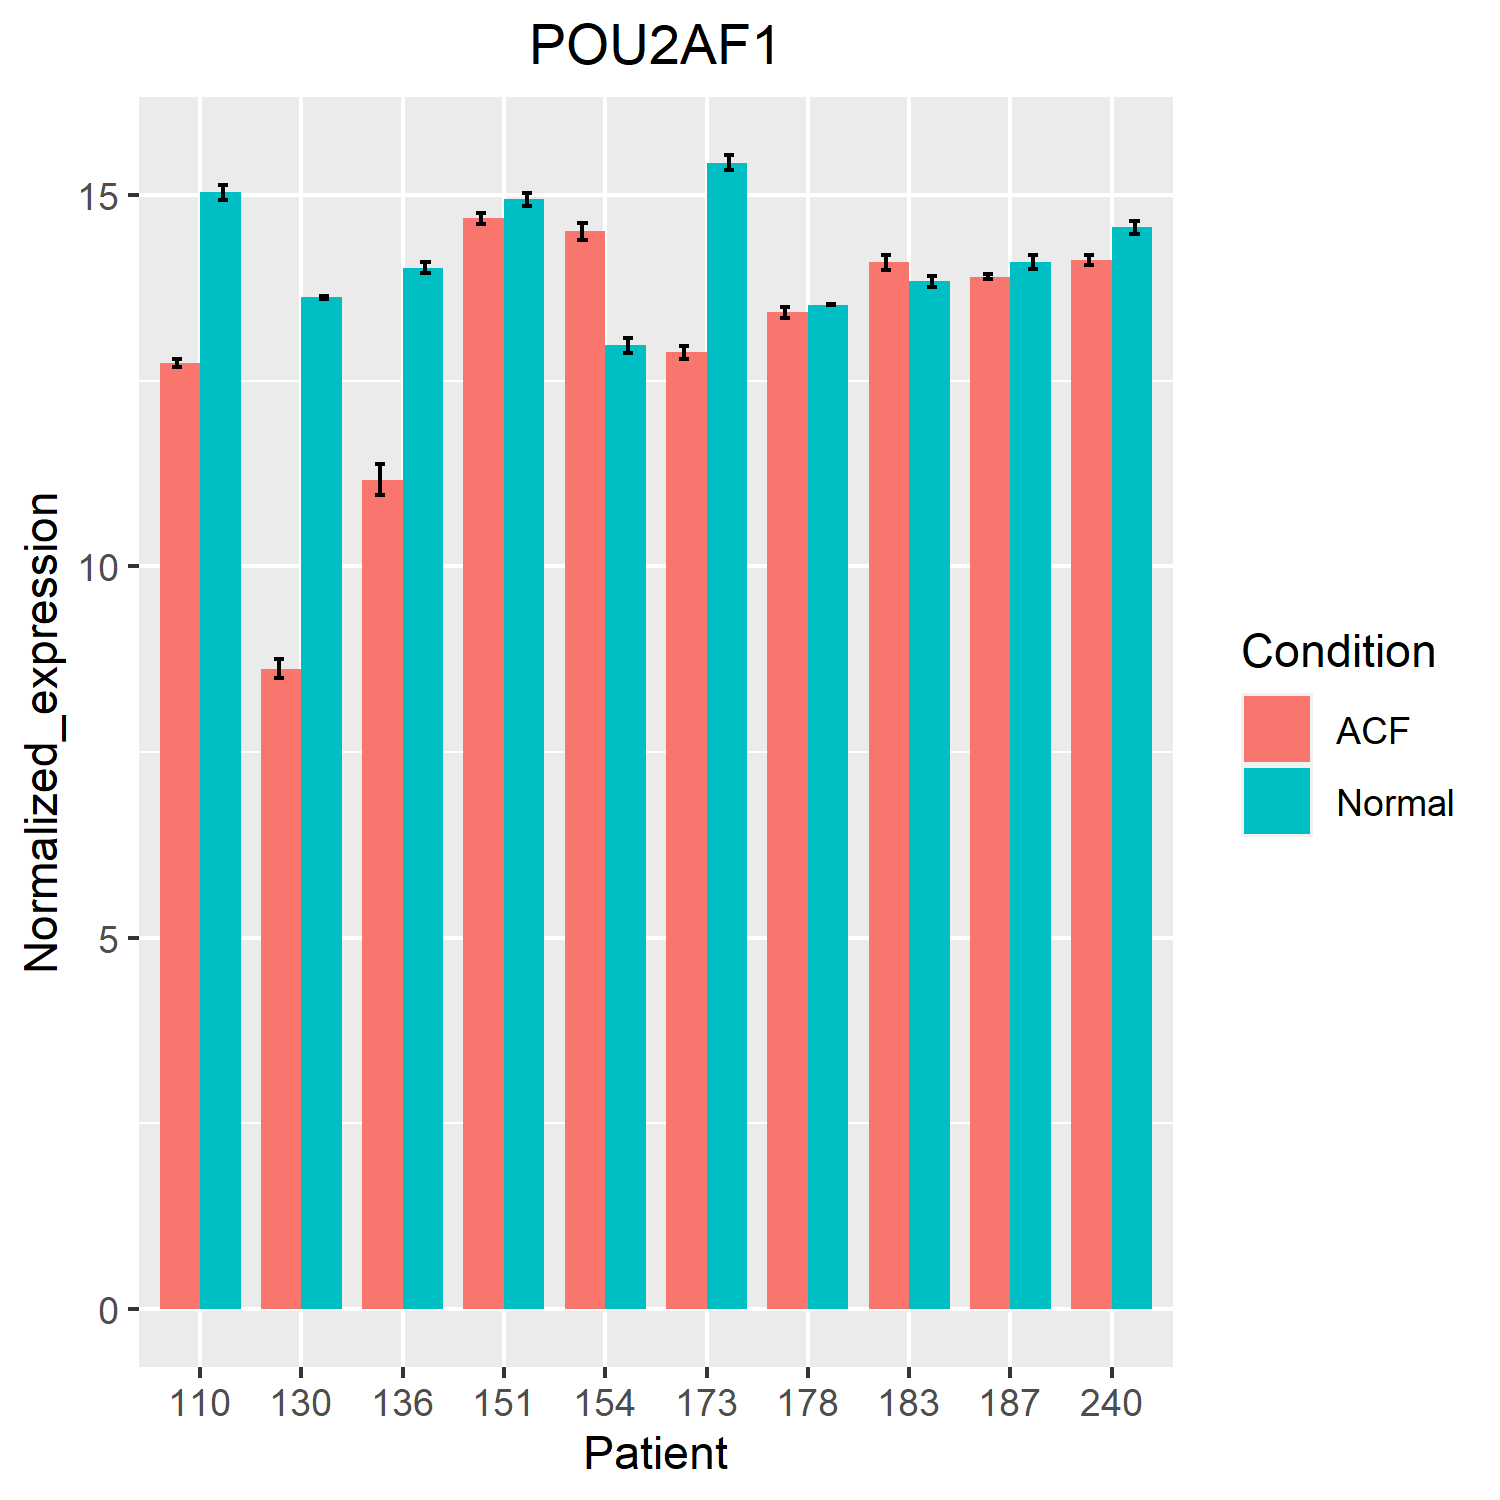 POU2AF1
Normalized_expression
15
10
5
0
110 130 136 151 154 173 178 183 187 240
Patient
Condition
ACF
Normal